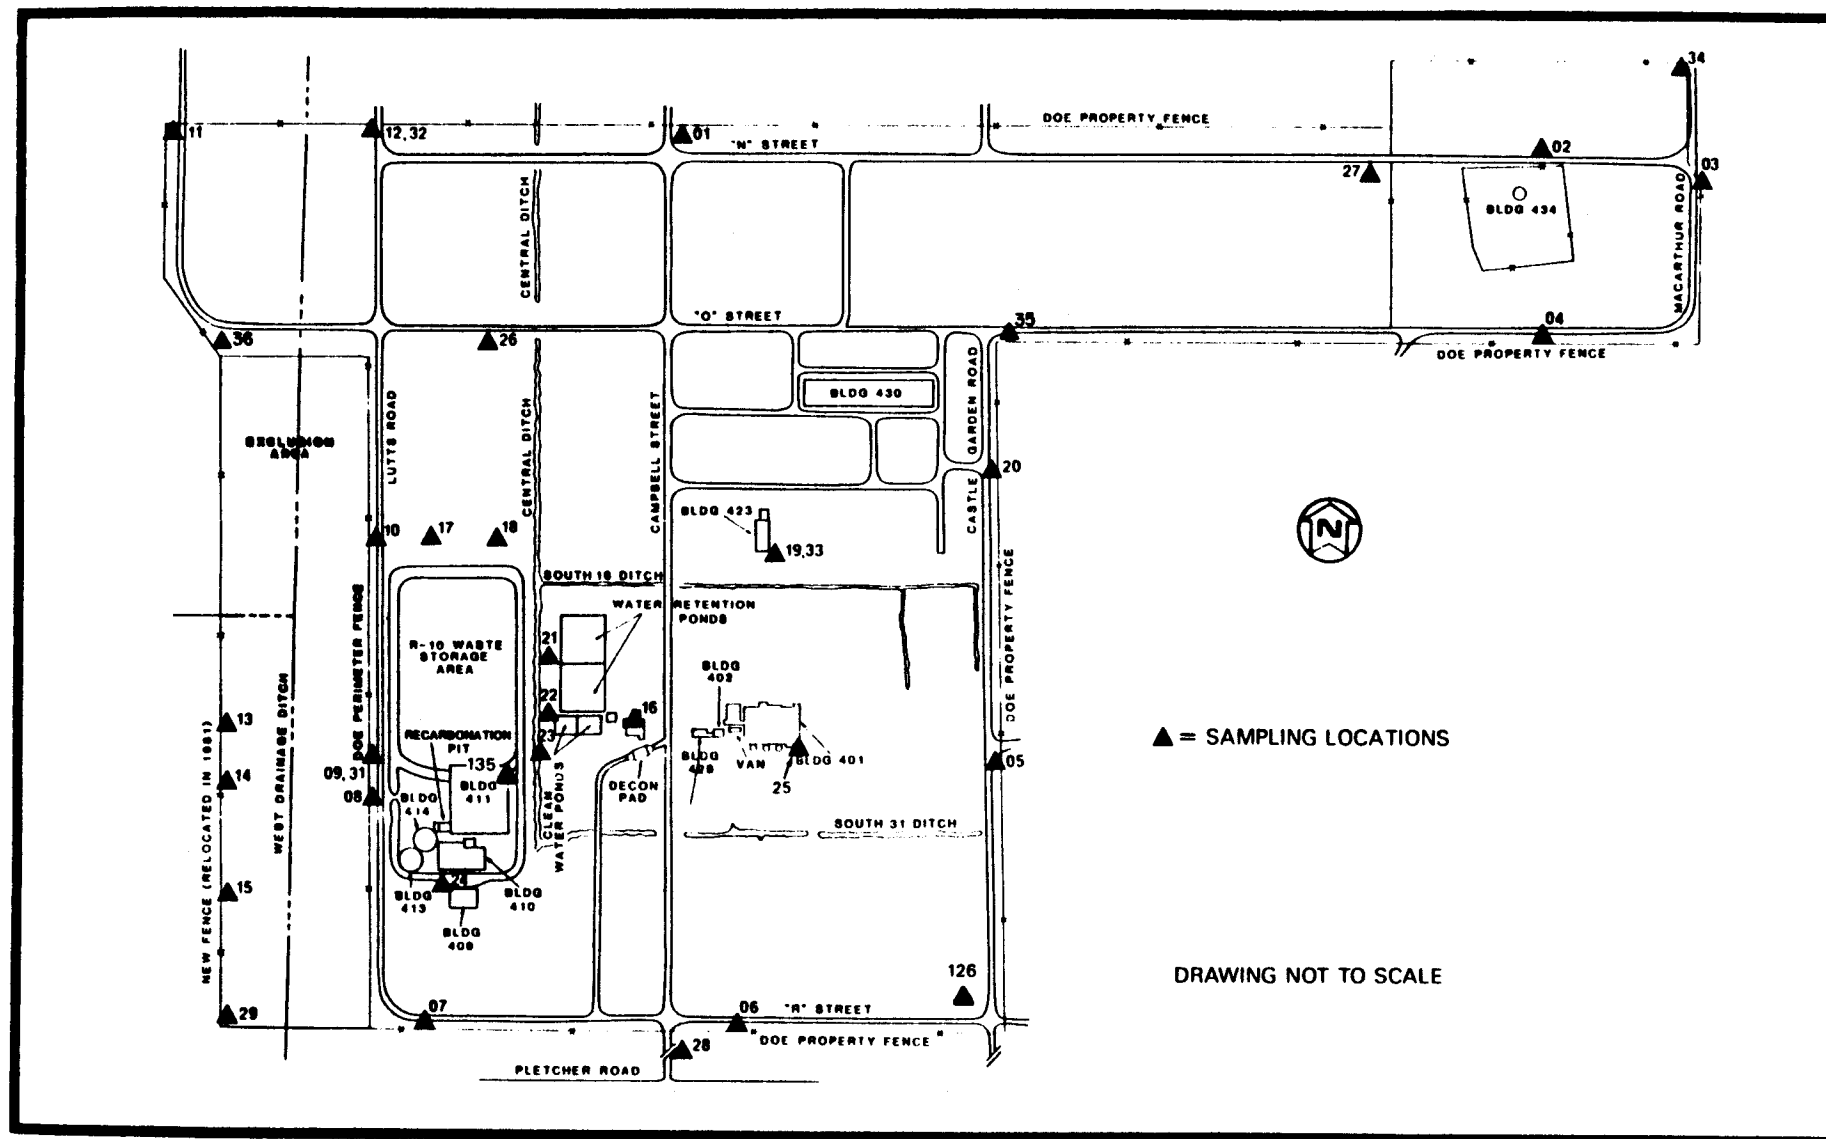 34
11
12,32
01
DOE PROPERTY FENCE
"N" STREET
02
27
03
BLDG 434
CENTRAL DITCH
MACARTHUR ROAD
"O" STREET
36
26
35
04
DOE PROPERTY FENCE
BLDG 430
EXCLUSION
AREA
LUTTS ROAD
CENTRAL DITCH
CAMPBELL STREET
CASTLE GARDEN ROAD
20
BLDG 423
10
17
18
19,33
N
SOUTH 16 DITCH
WATER RETENTION
PONDS
DOE PERIMETER FENCE
R-10 WASTE
STORAGE
AREA
21
DOE PROPERTY FENCE
BLDG
402
22
16
13
WEST DRAINAGE DITCH
RECARBONATION
PIT
23
▲ = SAMPLING LOCATIONS
135
09,31
14
BLDG
VAN
BLDG 401
05
08
BLDG
414
BLDG
411
DECON
PAD
25
CLEAN
WATER PONDS
SOUTH 31 DITCH
NEW FENCE (RELOCATED IN 1981)
15
24
BLDG
413
BLDG
410
BLDG
409
126
DRAWING NOT TO SCALE
29
07
06
"R" STREET
28
DOE PROPERTY FENCE
PLETCHER ROAD